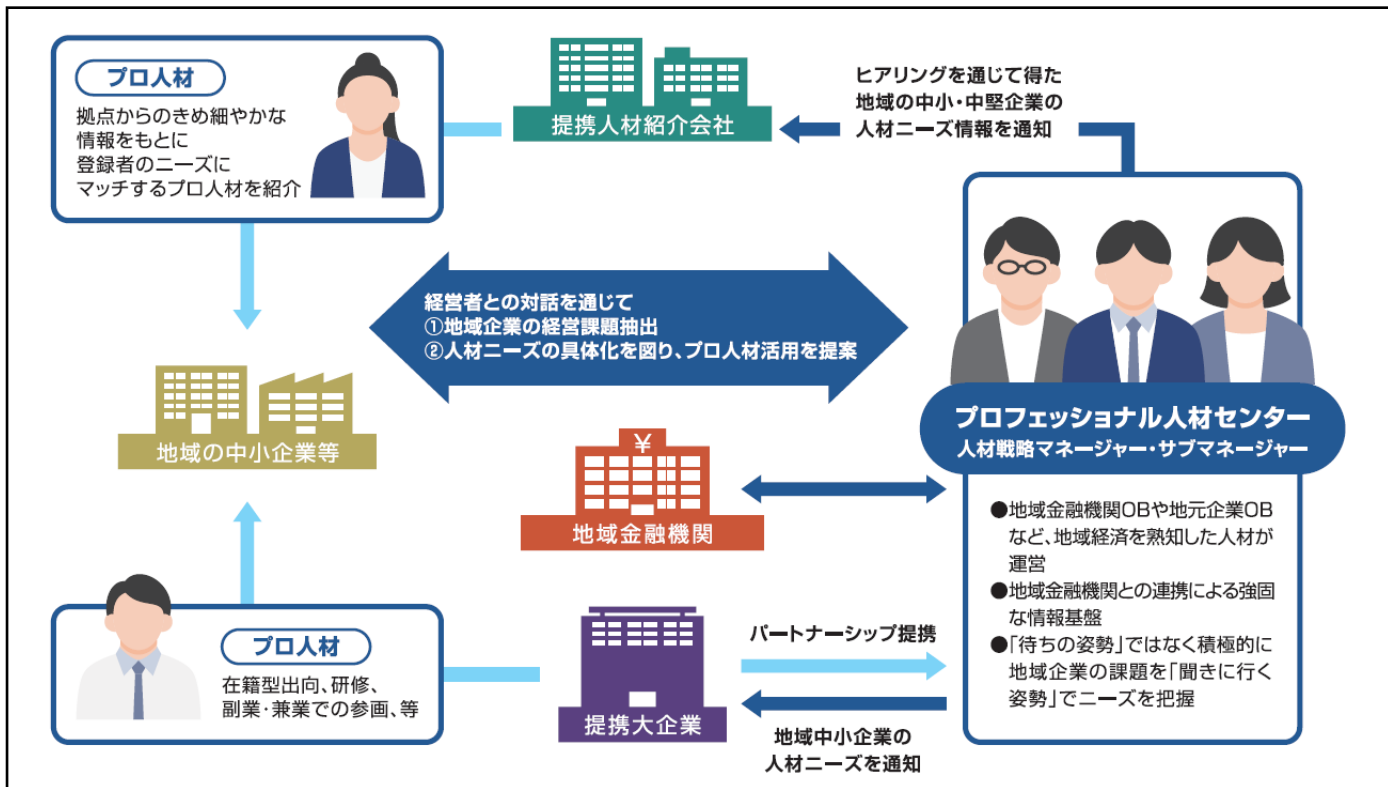 プロ人材
拠点からのきめ細やかな
情報をもとに
登録者のニーズに
マッチするプロ人材を紹介
提携人材紹介会社
ヒアリングを通じて得た
地域の中小・中堅企業の
人材ニーズ情報を通知
経営者との対話を通じて
①地域企業の経営課題抽出
②人材ニーズの具体化を図り、プロ人材活用を提案
地域の中小企業等
¥
地域金融機関
プロフェッショナル人材センター
人材戦略マネージャー・サブマネージャー
●地域金融機関OBや地元企業OB
など、地域経済を熟知した人材が
運営
●地域金融機関との連携による強固
な情報基盤
●「待ちの姿勢」ではなく積極的に
地域企業の課題を「聞きに行く
姿勢」でニーズを把握
プロ人材
在籍型出向、研修、
副業・兼業での参画、等
提携大企業
パートナーシップ提携
地域中小企業の
人材ニーズを通知